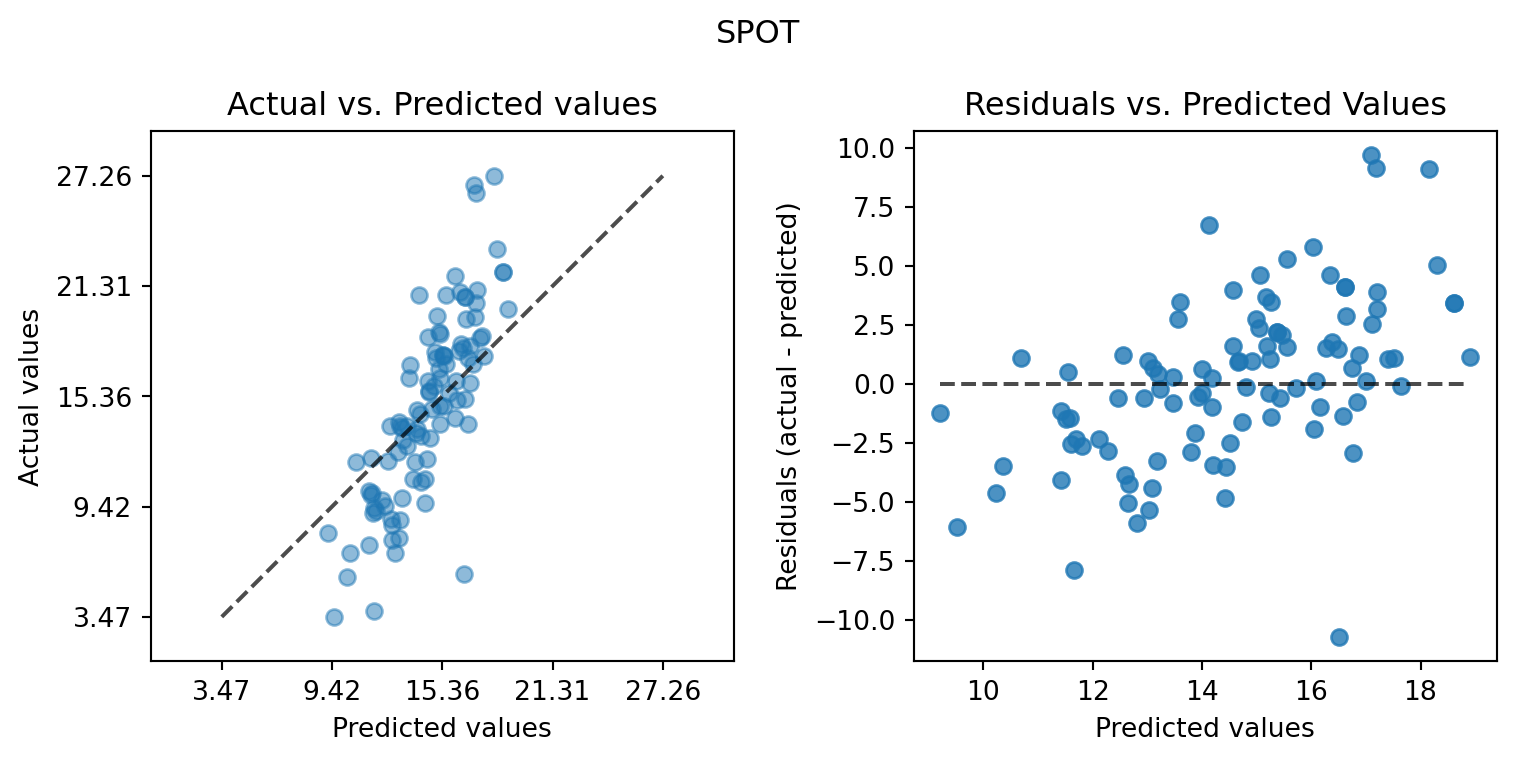 SPOT
Actual vs. Predicted values
27.26
21.31
15.36
9.42
3.47
Actual values
3.47 9.42 15.36 21.31 27.26
Predicted values
Residuals vs. Predicted Values
10.0
7.5
5.0
2.5
0.0
−2.5
−5.0
−7.5
−10.0
Residuals (actual - predicted)
10 12 14 16 18
Predicted values